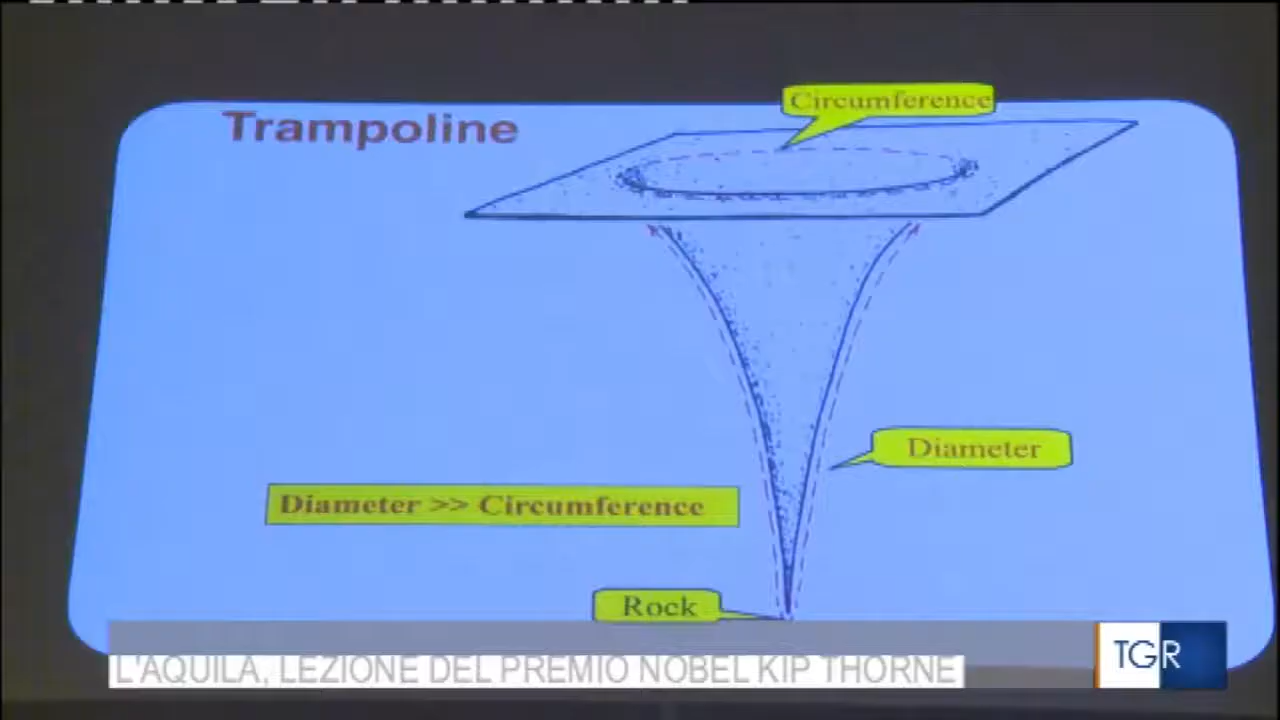 Circumference
Trampoline
Diameter
Diameter >> Circumference
Rock
L'AQUILA, LEZIONE DEL PREMIO NOBEL KIP THORNE
TGR